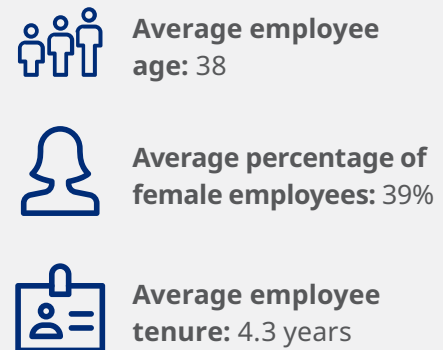 Average employee
age: 38
Average percentage of
female employees: 39%
Average employee
tenure: 4.3 years